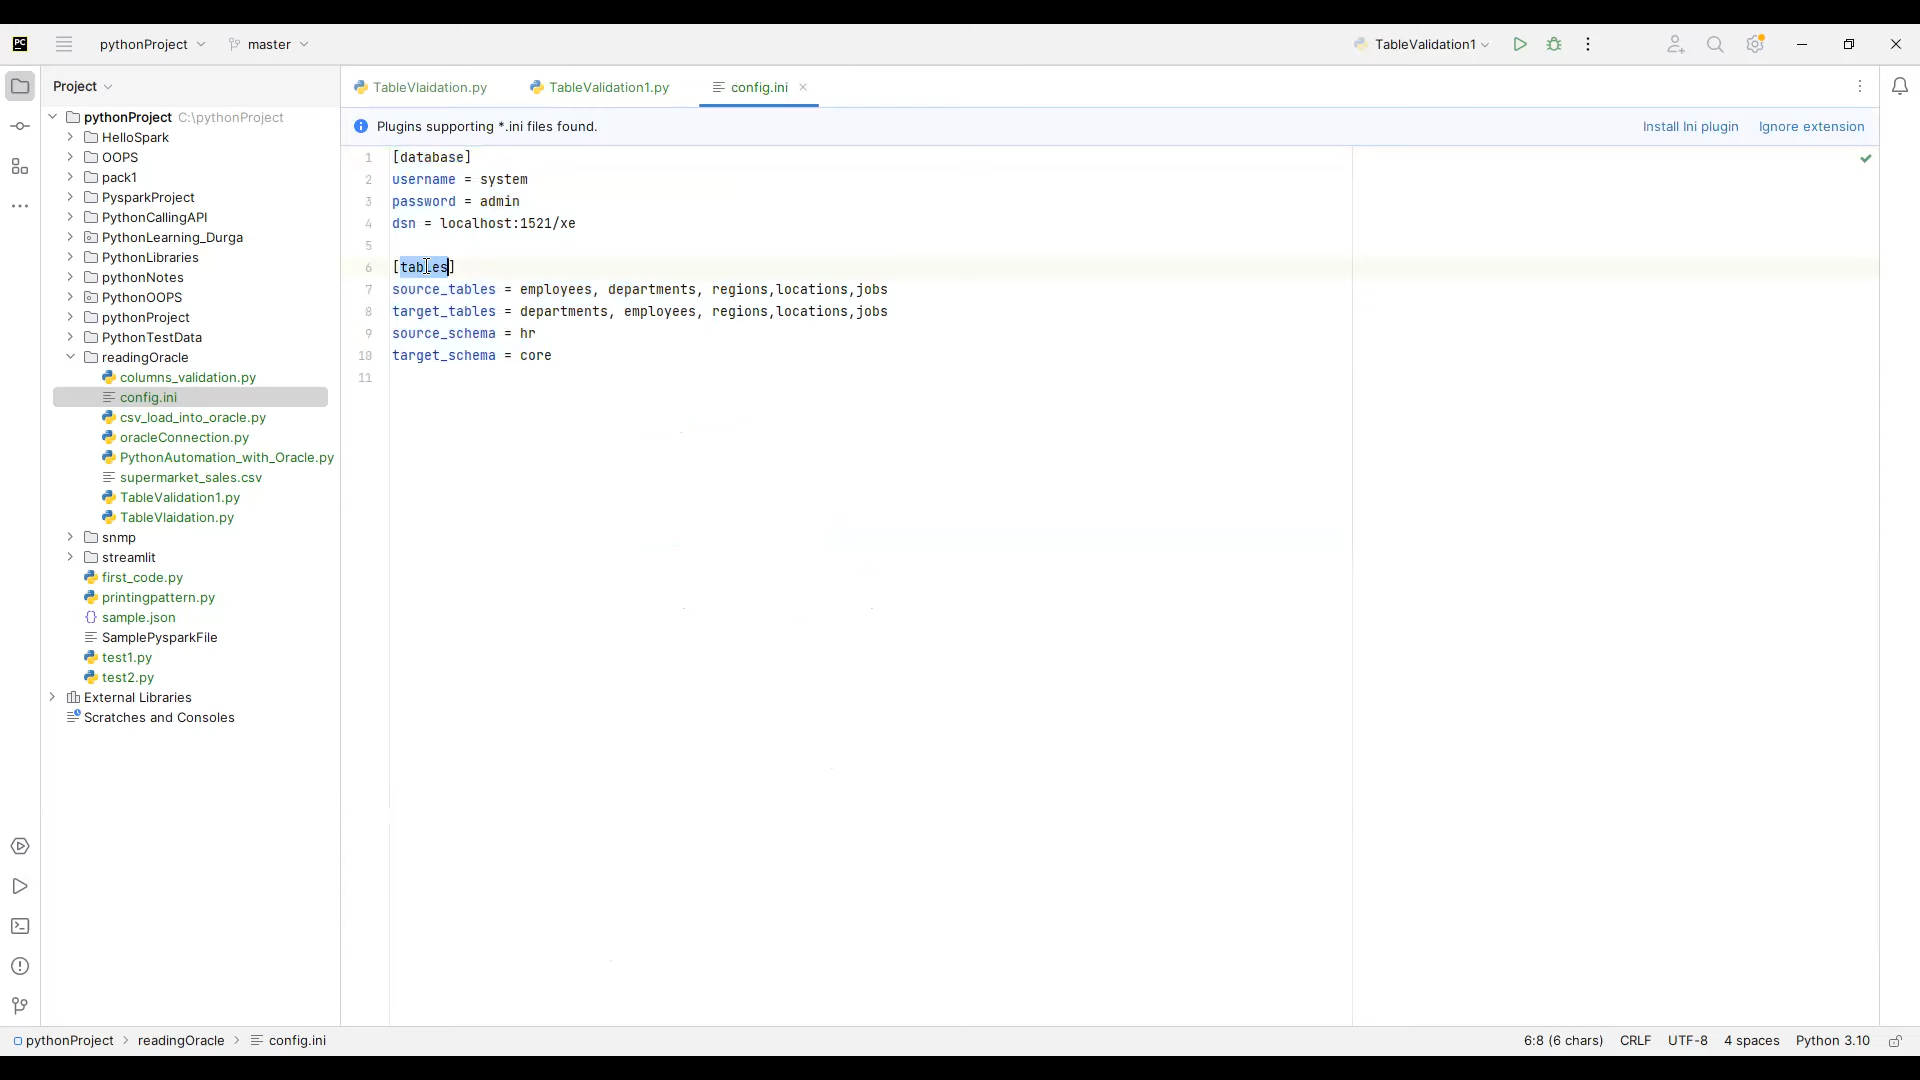 PC
pythonProject
master
TableValidation1
Project
TableVlaidation.py
TableValidation1.py
config.ini
Plugins supporting *.ini files found.
Install Ini plugin
Ignore extension
pythonProject C:\pythonProject
HelloSpark
OOPS
pack1
PysparkProject
PythonCallingAPI
PythonLearning_Durga
PythonLibraries
pythonNotes
PythonOOPS
pythonProject
PythonTestData
readingOracle
columns_validation.py
config.ini
csv_load_into_oracle.py
oracleConnection.py
PythonAutomation_with_Oracle.py
supermarket_sales.csv
TableValidation1.py
TableVlaidation.py
snmp
streamlit
first_code.py
printingpattern.py
sample.json
SamplePysparkFile
test1.py
test2.py
External Libraries
Scratches and Consoles
1 [database]
2 username = system
3 password = admin
4 dsn = localhost:1521/xe
5
6 [tables]
7 source_tables = employees, departments, regions,locations,jobs
8 target_tables = departments, employees, regions,locations,jobs
9 source_schema = hr
10 target_schema = core
11
pythonProject > readingOracle > config.ini
6:8 (6 chars) CRLF UTF-8 4 spaces Python 3.10